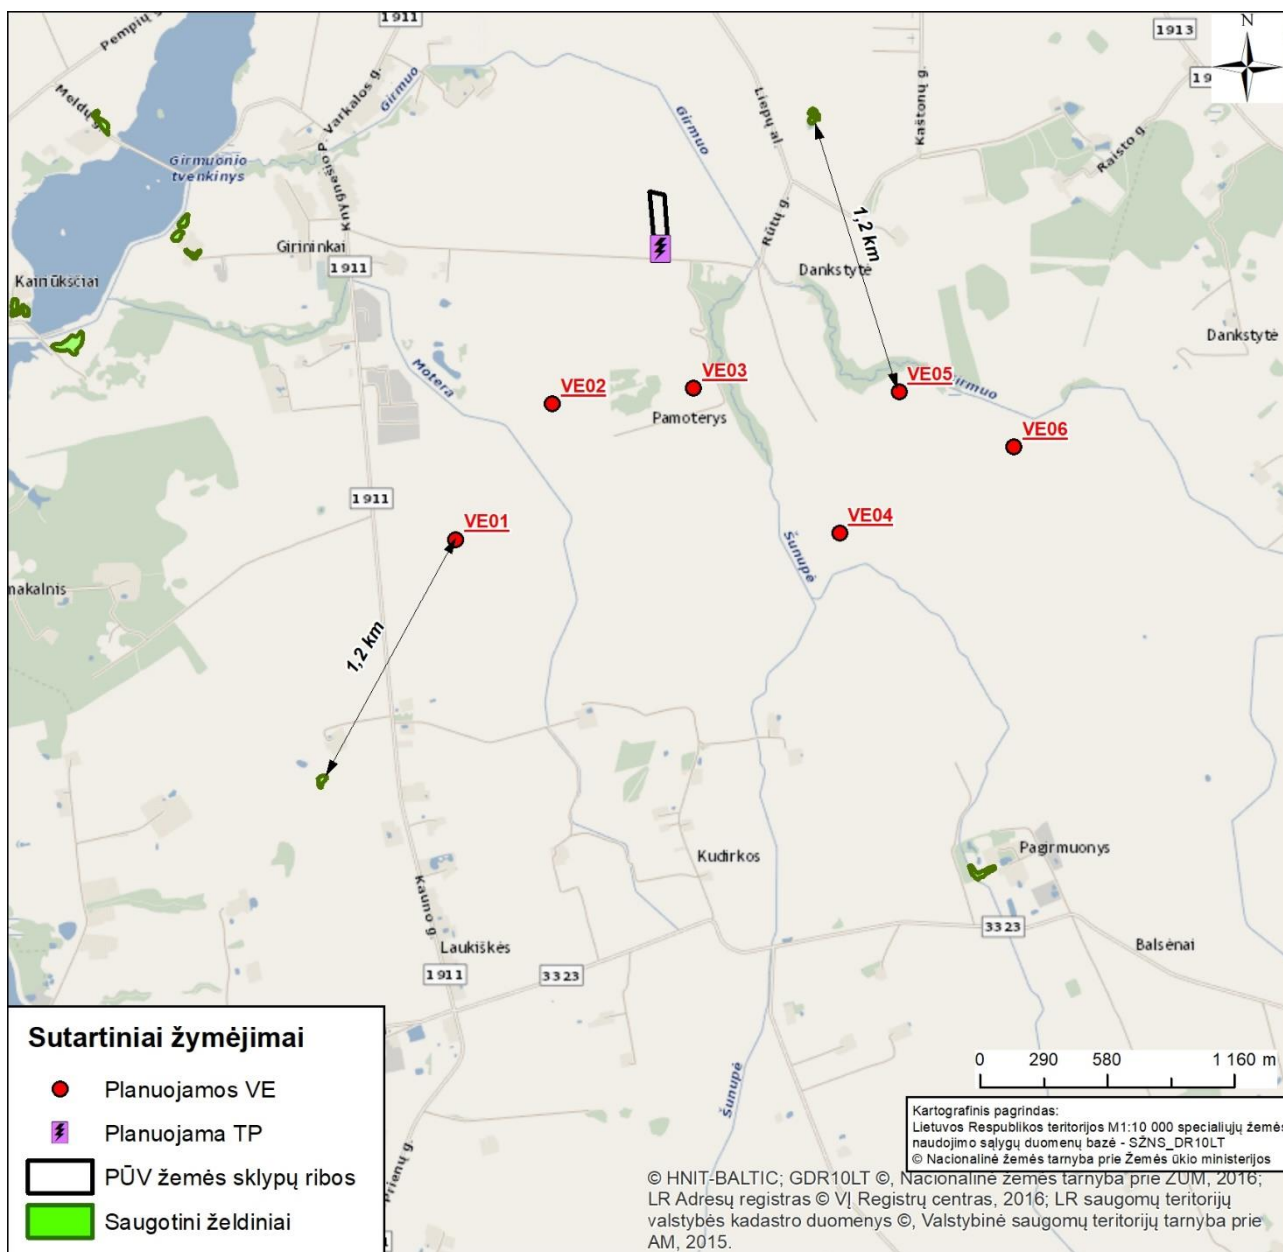 1911
1913
N
Pempių g.
Meldų g.
Varkalos g.
Knygnešio P.
Girmuo
Girmuo
Liepų al.
Kaštonų g.
Raisto g.
Girmuonio
tvenkinys
Rūtų g.
1,2 km
Girininkai
1911
Dankstytė
Kainiūkščiai
Dankstytė
Motera
VE02
VE03
VE05
Girmuo
Pamoterys
VE06
1911
VE01
VE04
Šunupė
makalnis
1,2 km
Kudirkos
Pagirmuonys
Kauno g.
3323
Laukiškės
Balsėnai
1911
3323
Šunupė
Prienų g.
Sutartiniai žymėjimai
Planuojamos VE
Planuojama TP
PŪV žemės sklypų ribos
Saugotini želdiniai
0 290 580 1 160 m
Kartografinis pagrindas:
Lietuvos Respublikos teritorijos M1:10 000 specialiųjų žemės
naudojimo sąlygų duomenų bazė - SŽNS_DR10LT
© Nacionalinė žemės tarnyba prie Žemės ūkio ministerijos
© HNIT-BALTIC; GDR10LT ©, Nacionalinė žemės tarnyba prie ŽŪM, 2016;
LR Adresų registras © VĮ Registrų centras, 2016; LR saugomų teritorijų
valstybės kadastro duomenys ©, Valstybinė saugomų teritorijų tarnyba prie
AM, 2015.